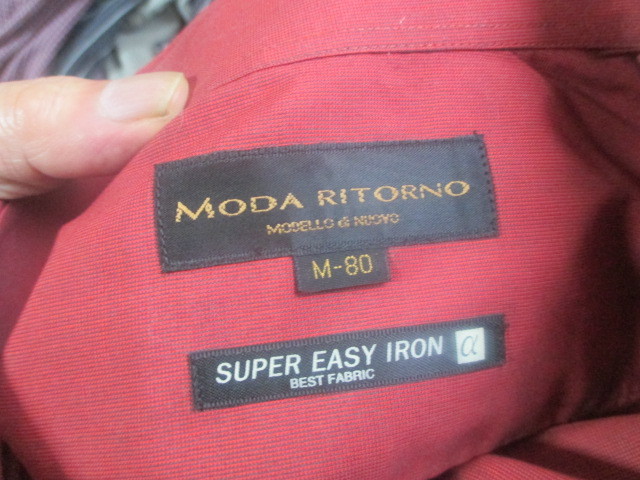 MODA RITORNO
MODELLO di NUOVO
M-80
SUPER EASY IRON α
BEST FABRIC